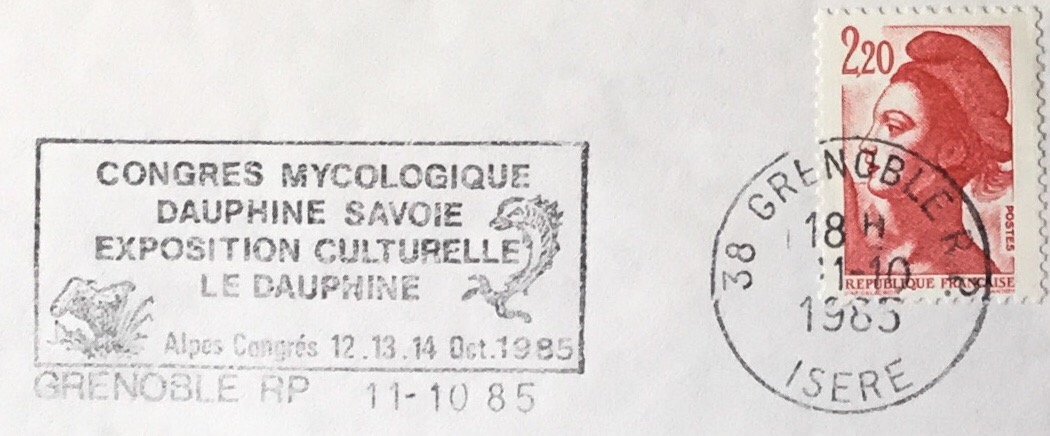 CONGRES MYCOLOGIQUE
DAUPHINE SAVOIE
EXPOSITION CULTURELLE
LE DAUPHINE
Alpes Congrés 12.13.14 Oct.1985
GRENOBLE RP 11-10 85
38 GRENOBLE R.P.
18 H
11-10
1985
ISERE
2,20
POSTES
REPUBLIQUE FRANÇAISE